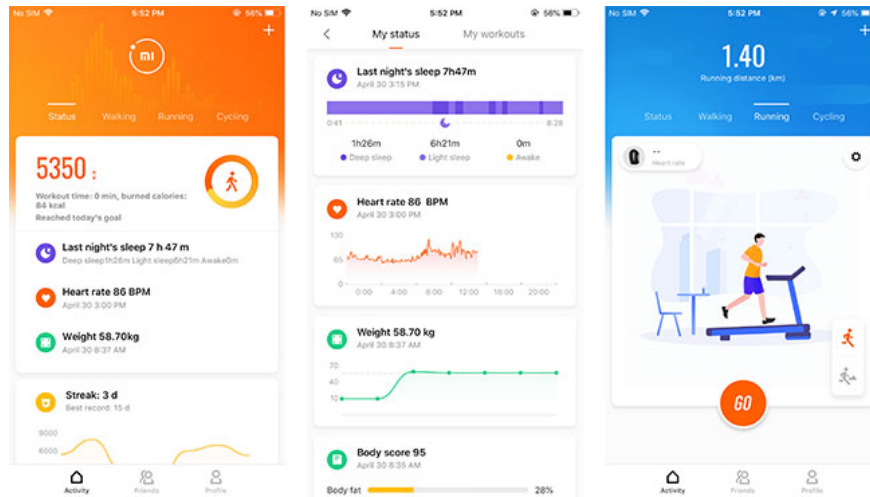 No SIM 5:52 PM 56%
mi
Status Walking Running Cycling
5350
Workout time: 0 min, burned calories:
84 kcal
Reached today's goal
Last night's sleep 7 h 47 m
Deep sleep1h26m Light sleep6h21m Awake0m
Heart rate 86 BPM
April 30 3:00 PM
Weight 58.70kg
April 30 8:37 AM
Streak: 3 d
Best record: 15 d
9000
6000
Activity Friends Profile
No SIM 5:52 PM 56%
My status My workouts
Last night's sleep 7h47m
April 30 3:15 PM
0:41 8:28
1h26m 6h21m 0m
Deep sleep Light sleep Awake
Heart rate 86 BPM
April 30 3:00 PM
130
65
0
0:00 4:00 8:00 12:00 16:00 20:00
Weight 58.70 kg
April 30 8:37 AM
70
40
10
Body score 95
April 30 8:35 AM
Body fat 28%
No SIM 5:52 PM 56%
1.40
Running distance (km)
Status Walking Running Cycling
--
Heart rate
GO
Activity Friends Profile